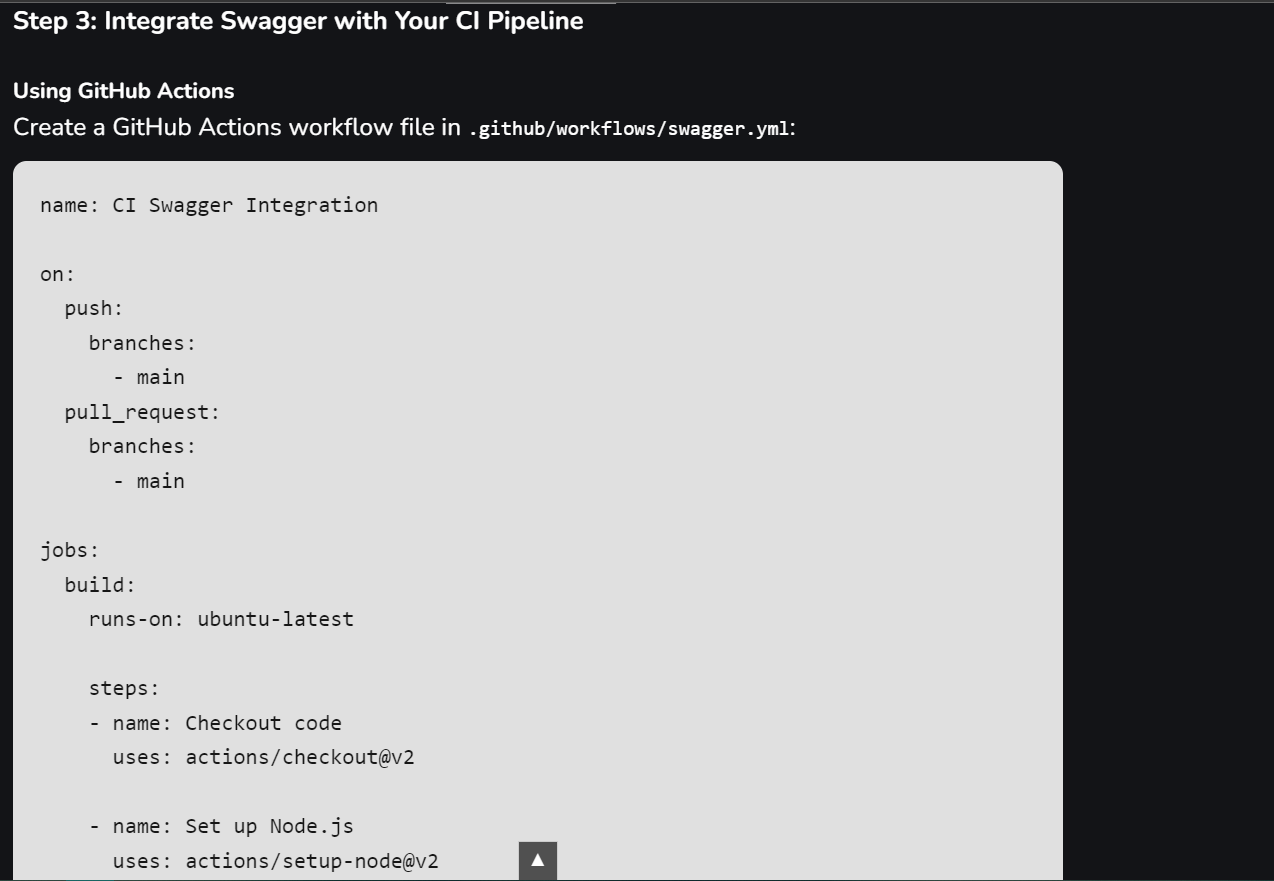 Step 3: Integrate Swagger with Your CI Pipeline
Using GitHub Actions
Create a GitHub Actions workflow file in .github/workflows/swagger.yml:
name: CI Swagger Integration
on:
  push:
    branches:
      - main
  pull_request:
    branches:
      - main
jobs:
  build:
    runs-on: ubuntu-latest
    steps:
    - name: Checkout code
      uses: actions/checkout@v2
    - name: Set up Node.js
      uses: actions/setup-node@v2